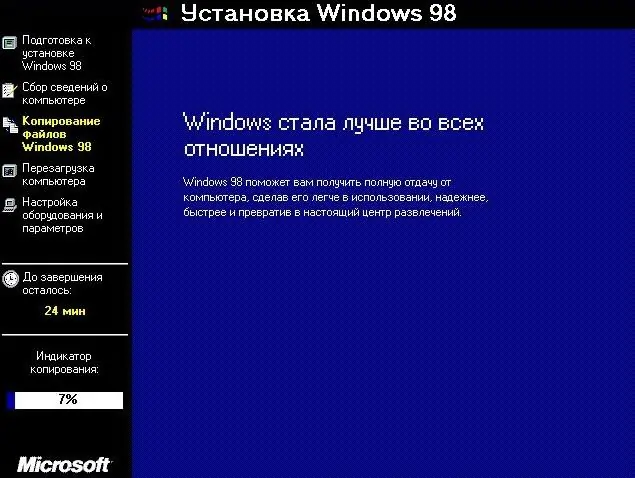 Установка Windows 98
Подготовка к
установке
Windows 98
Сбор сведений о
компьютере
Копирование
файлов
Windows 98
Перезагрузка
компьютера
Настройка
оборудования и
параметров
До завершения
осталось:
24 мин
Индикатор
копирования:
7%
Microsoft
Windows стала лучше во всех
отношениях
Windows 98 поможет вам получить полную отдачу от
компьютера, сделав его легче в использовании, надежнее,
быстрее и превратив в настоящий центр развлечений.